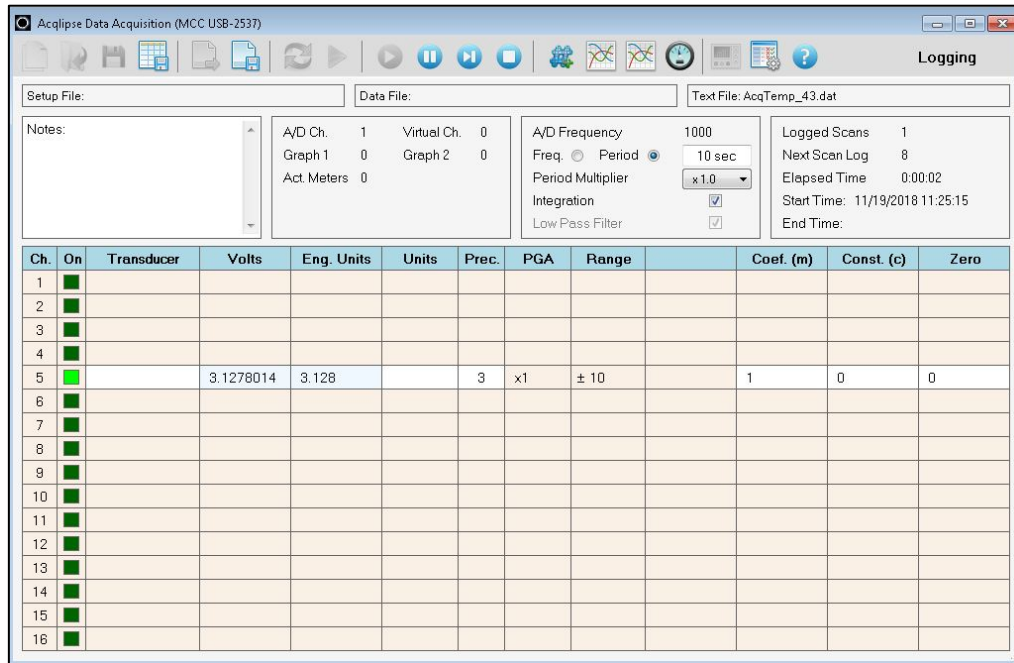 Acqlipse Data Acquisition (MCC USB-2537)
Logging
Setup File: Data File: Text File: AcqTemp_43.dat
Notes:
A/D Ch. 1 Virtual Ch. 0
Graph 1 0 Graph 2 0
Act. Meters 0
A/D Frequency 1000
Freq. Period 10 sec
Period Multiplier x 1.0
Integration
Low Pass Filter
Logged Scans 1
Next Scan Log 8
Elapsed Time 0:00:02
Start Time: 11/19/2018 11:25:15
End Time:
Ch. On Transducer Volts Eng. Units Units Prec. PGA Range Coef. (m) Const. (c) Zero
1
2
3
4
5 3.1278014 3.128 3 x1 ± 10 1 0 0
6
7
8
9
10
11
12
13
14
15
16